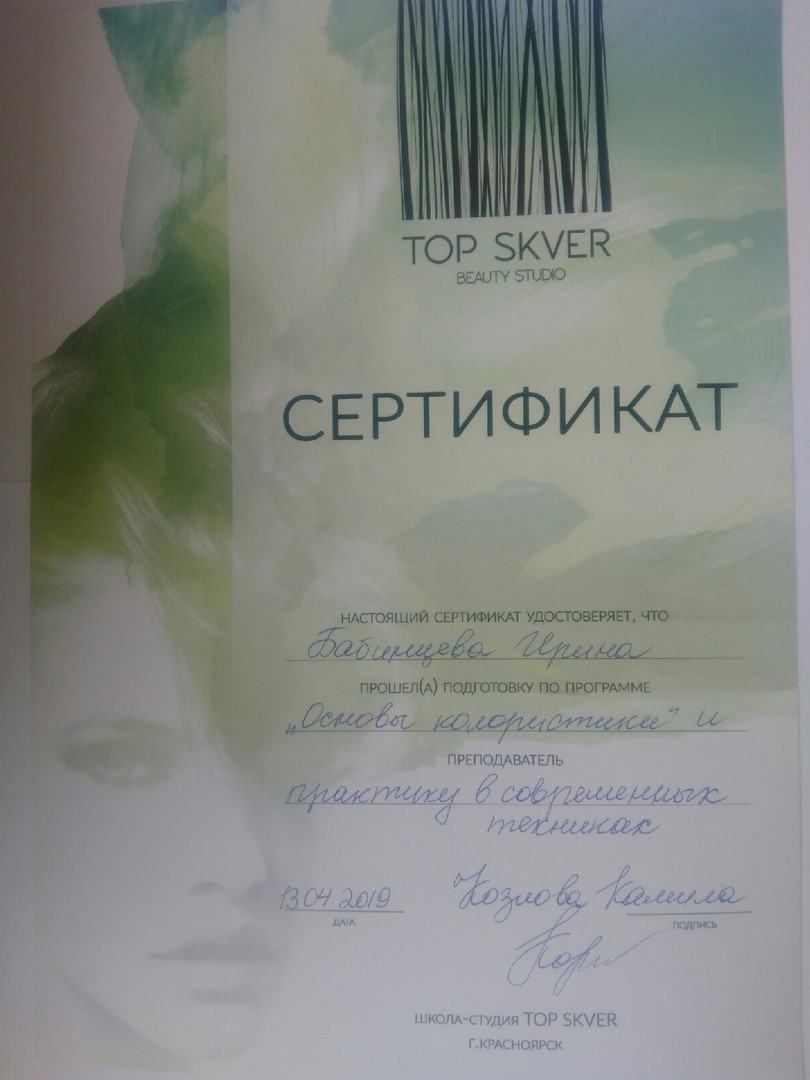 TOP SKVER
BEAUTY STUDIO
СЕРТИФИКАТ
НАСТОЯЩИЙ СЕРТИФИКАТ УДОСТОВЕРЯЕТ, ЧТО
Бабинцева Ирина
ПРОШЕЛ(А) ПОДГОТОВКУ ПО ПРОГРАММЕ
„Основы колористики“ и
ПРЕПОДАВАТЕЛЬ
практику в современных
техниках
13.04.2019 Козлова Камила
ДАТА ПОДПИСЬ
ШКОЛА-СТУДИЯ TOP SKVER
Г.КРАСНОЯРСК